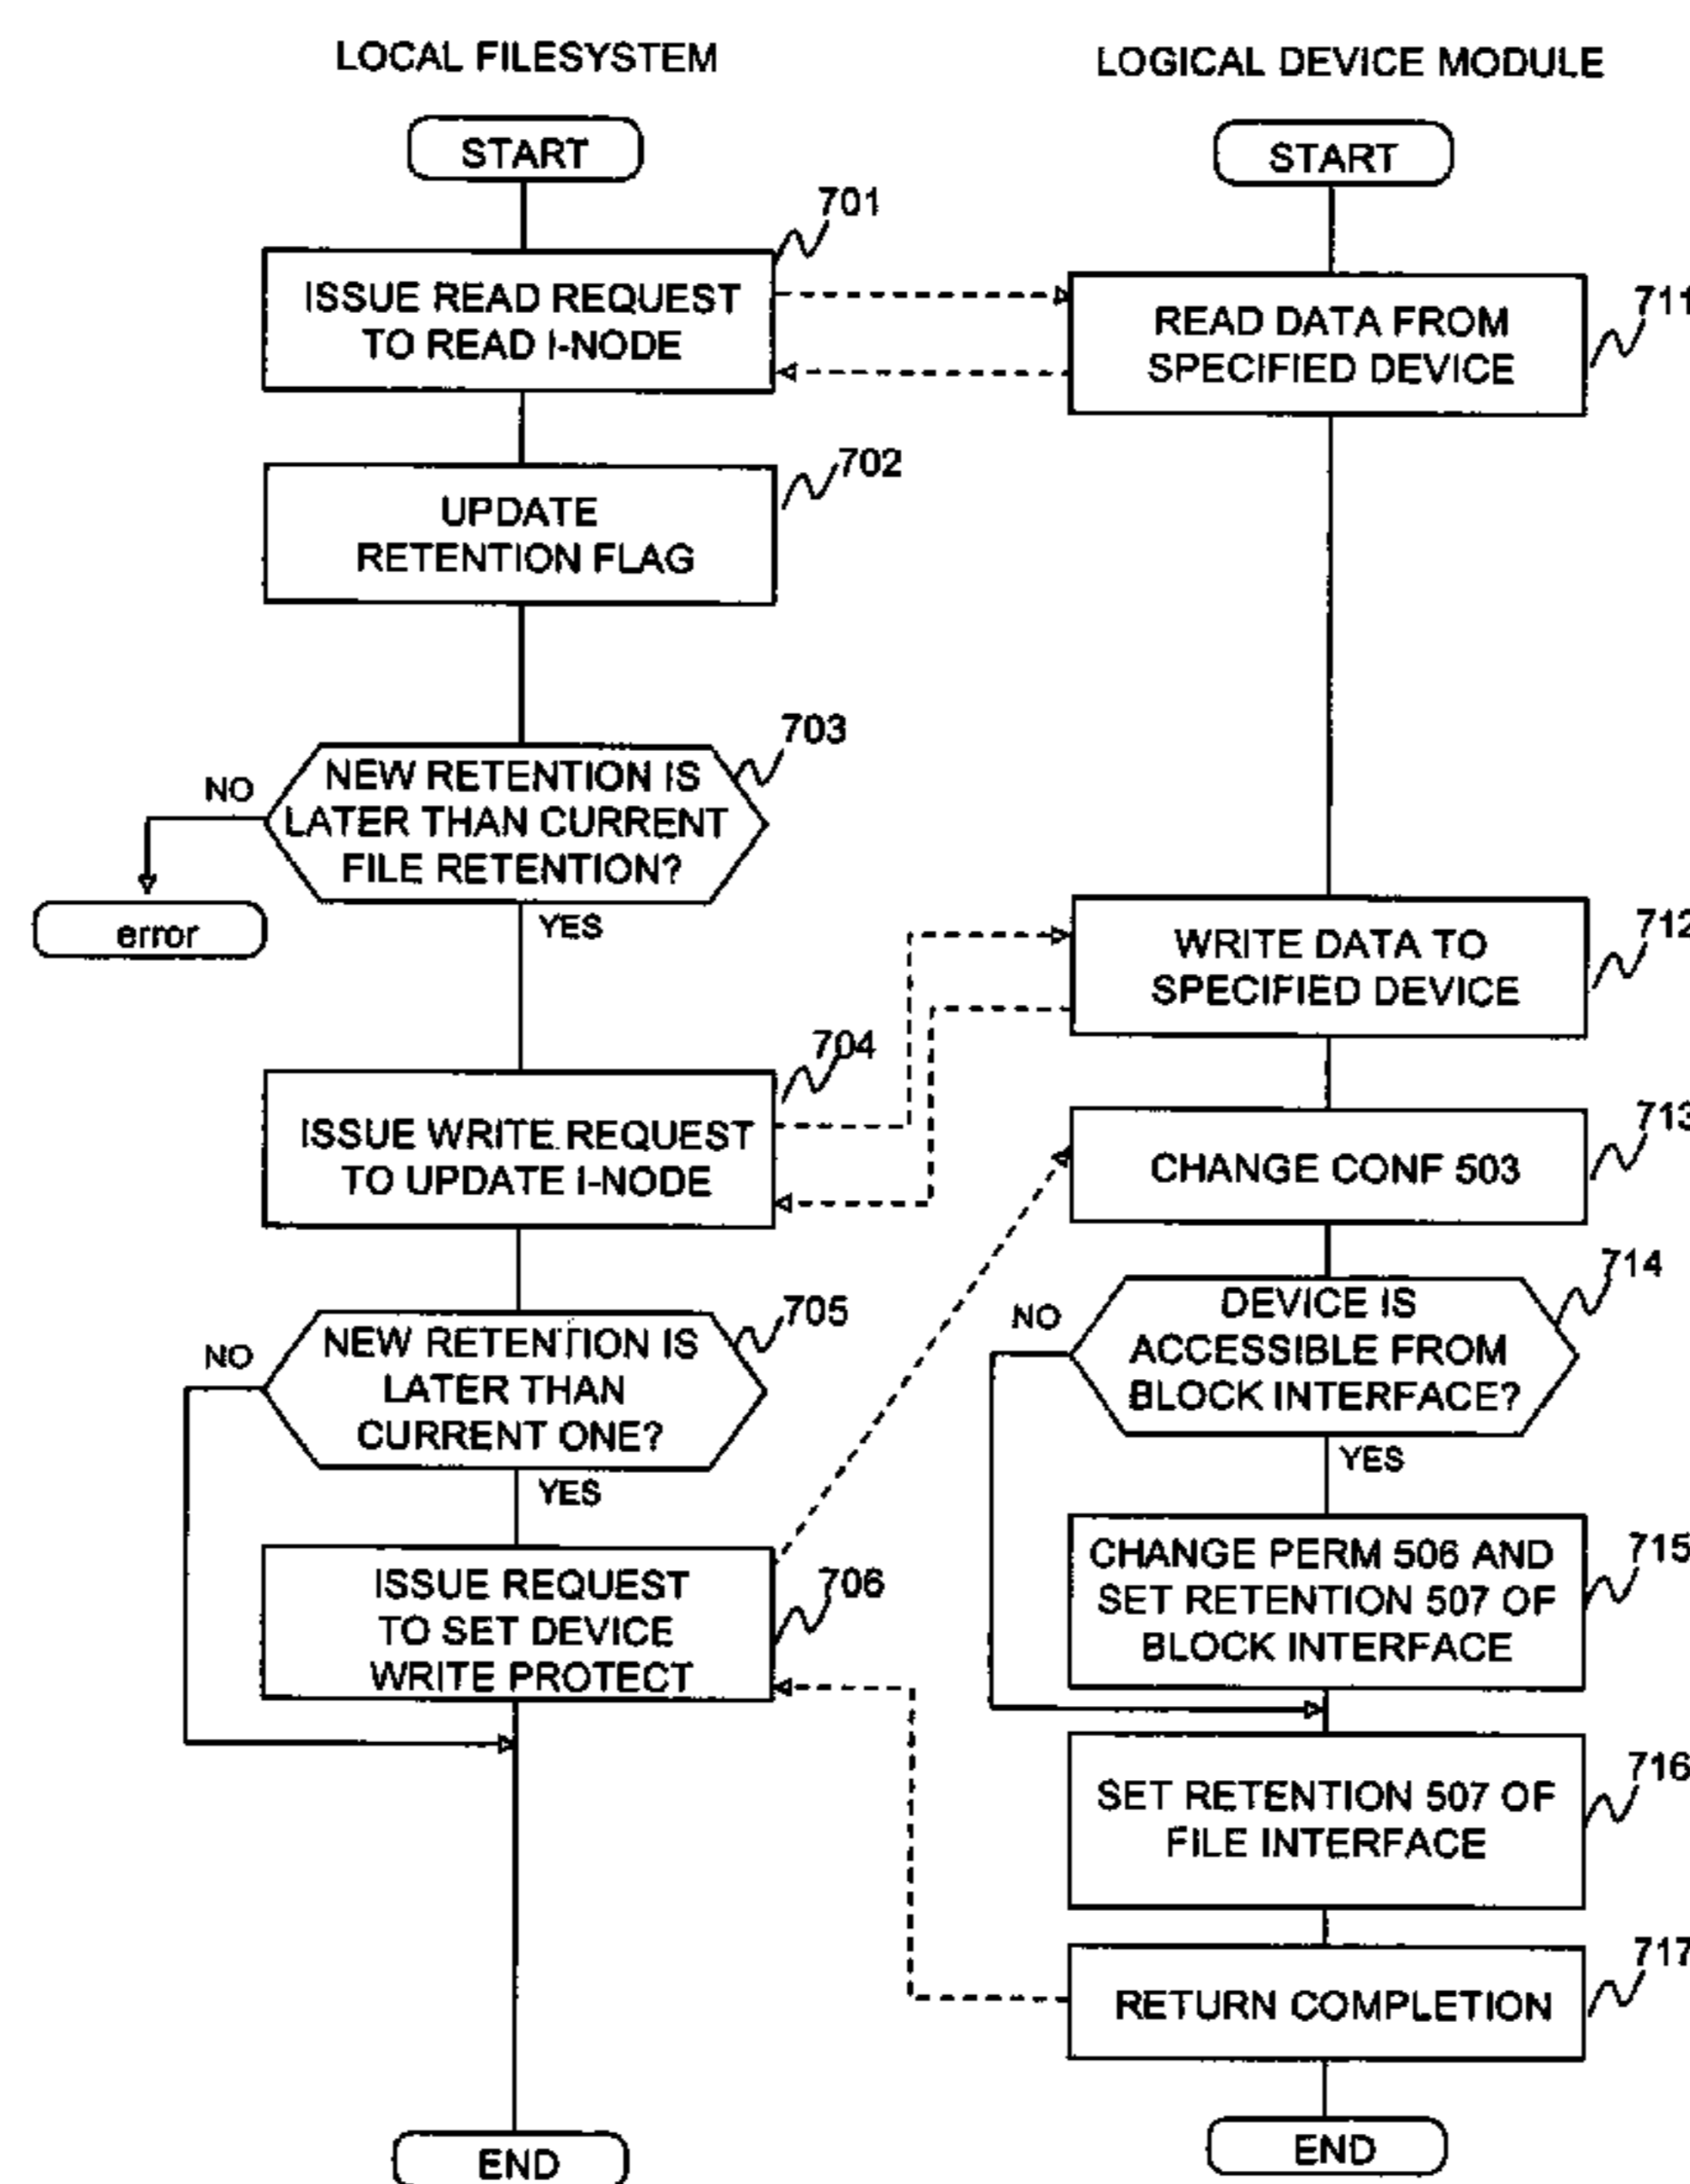 LOCAL FILESYSTEM
START
701
ISSUE READ REQUEST
TO READ I-NODE
702
UPDATE
RETENTION FLAG
703
NEW RETENTION IS
LATER THAN CURRENT
FILE RETENTION?
NO
error
YES
704
ISSUE WRITE REQUEST
TO UPDATE I-NODE
705
NEW RETENTION IS
LATER THAN
CURRENT ONE?
NO
YES
706
ISSUE REQUEST
TO SET DEVICE
WRITE PROTECT
END
LOGICAL DEVICE MODULE
START
711
READ DATA FROM
SPECIFIED DEVICE
712
WRITE DATA TO
SPECIFIED DEVICE
713
CHANGE CONF 503
714
DEVICE IS
ACCESSIBLE FROM
BLOCK INTERFACE?
NO
YES
715
CHANGE PERM 506 AND
SET RETENTION 507 OF
BLOCK INTERFACE
716
SET RETENTION 507 OF
FILE INTERFACE
717
RETURN COMPLETION
END